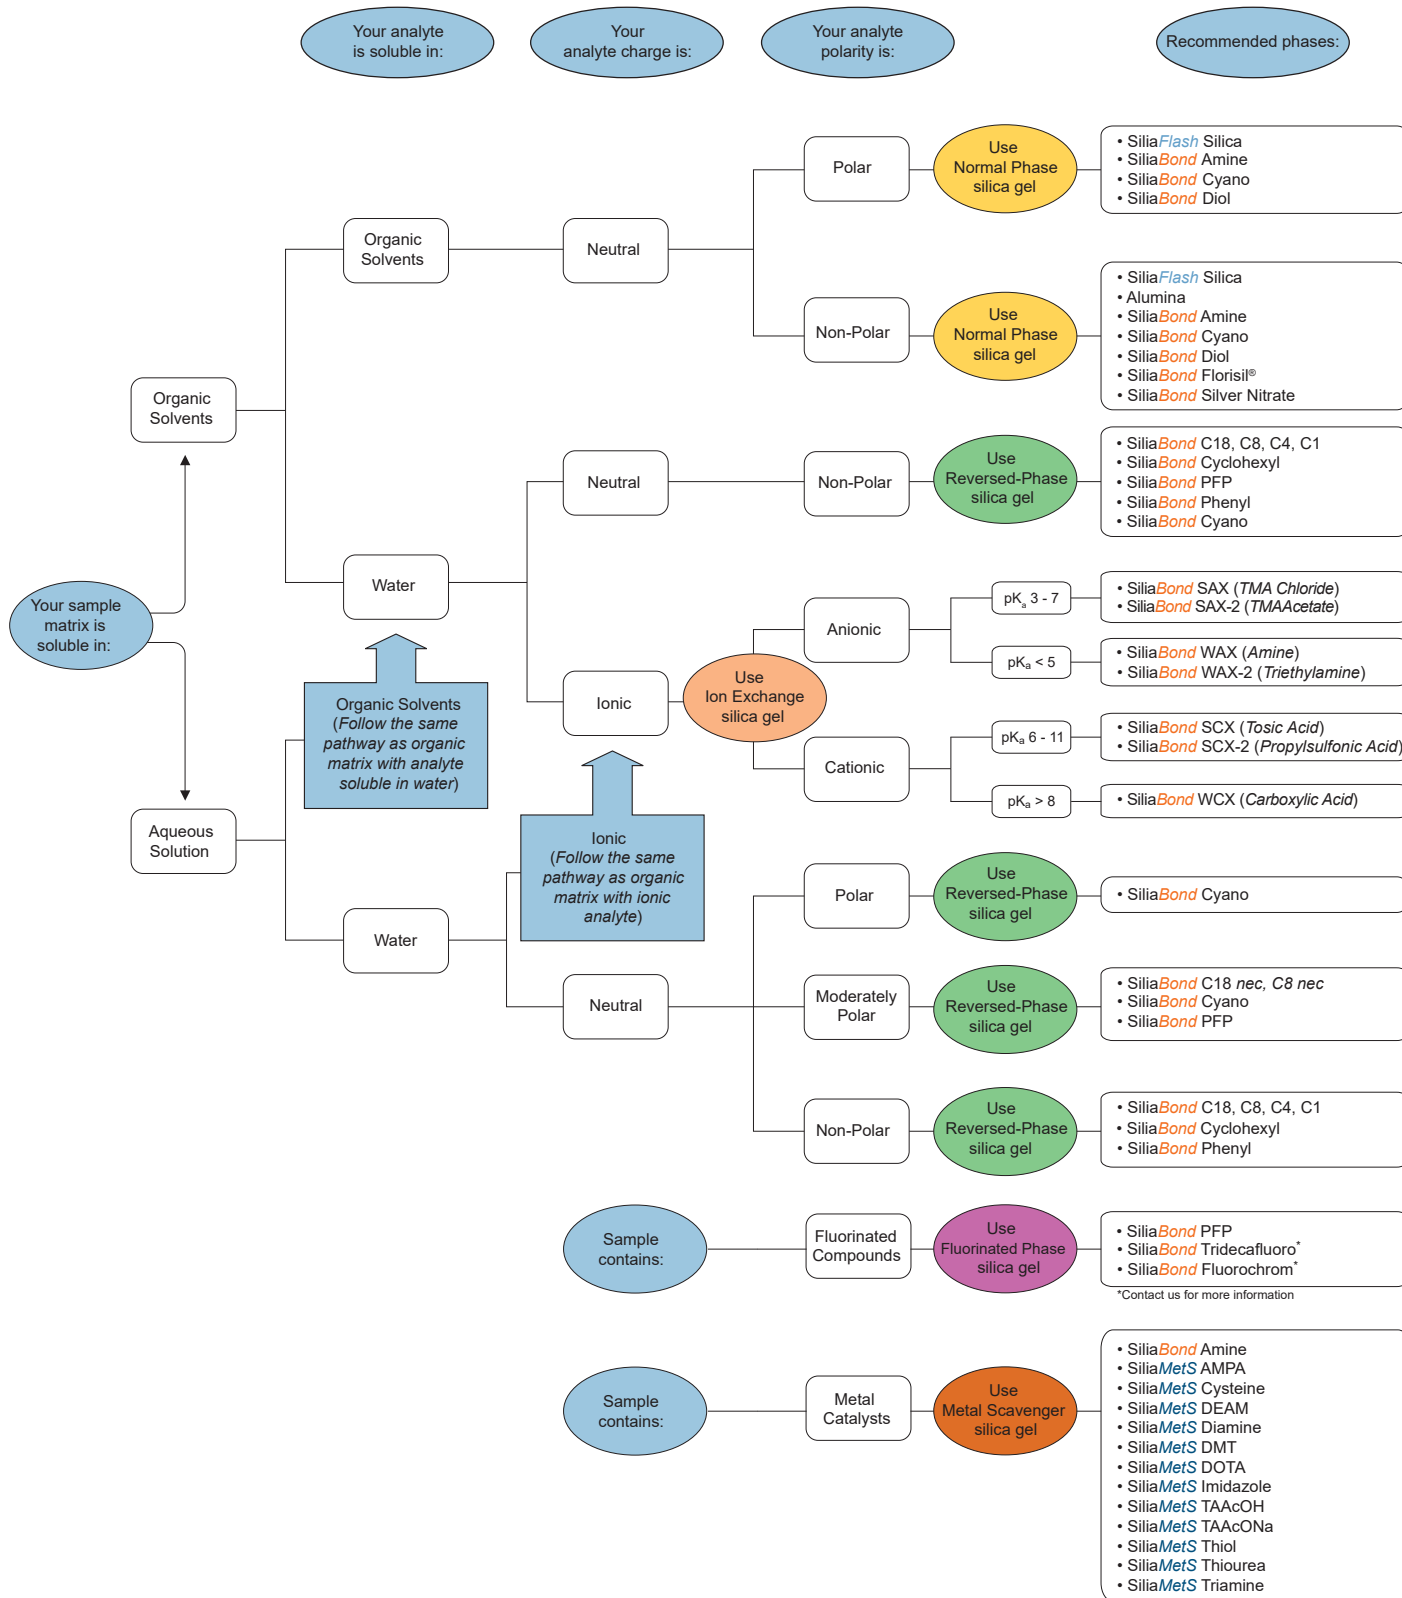 Your analyte
is soluble in:
Your
analyte charge is:
Your analyte
polarity is:
Recommended phases:
Polar
Use
Normal Phase
silica gel
• SiliaFlash Silica
• SiliaBond Amine
• SiliaBond Cyano
• SiliaBond Diol
Organic
Solvents
Neutral
Non-Polar
Use
Normal Phase
silica gel
• SiliaFlash Silica
• Alumina
• SiliaBond Amine
• SiliaBond Cyano
• SiliaBond Diol
• SiliaBond Florisil®
• SiliaBond Silver Nitrate
Organic
Solvents
Neutral
Non-Polar
Use
Reversed-Phase
silica gel
• SiliaBond C18, C8, C4, C1
• SiliaBond Cyclohexyl
• SiliaBond PFP
• SiliaBond Phenyl
• SiliaBond Cyano
Water
Your sample
matrix is
soluble in:
Anionic
pKa 3 - 7
• SiliaBond SAX (TMA Chloride)
• SiliaBond SAX-2 (TMAAcetate)
pKa < 5
• SiliaBond WAX (Amine)
• SiliaBond WAX-2 (Triethylamine)
Organic Solvents
(Follow the same
pathway as organic
matrix with analyte
soluble in water)
Ionic
Use
Ion Exchange
silica gel
Cationic
pKa 6 - 11
• SiliaBond SCX (Tosic Acid)
• SiliaBond SCX-2 (Propylsulfonic Acid)
pKa > 8
• SiliaBond WCX (Carboxylic Acid)
Aqueous
Solution
Ionic
(Follow the same
pathway as organic
matrix with ionic
analyte)
Polar
Use
Reversed-Phase
silica gel
• SiliaBond Cyano
Water
Neutral
Moderately
Polar
Use
Reversed-Phase
silica gel
• SiliaBond C18 nec, C8 nec
• SiliaBond Cyano
• SiliaBond PFP
Non-Polar
Use
Reversed-Phase
silica gel
• SiliaBond C18, C8, C4, C1
• SiliaBond Cyclohexyl
• SiliaBond Phenyl
Sample
contains:
Fluorinated
Compounds
Use
Fluorinated Phase
silica gel
• SiliaBond PFP
• SiliaBond Tridecafluoro*
• SiliaBond Fluorochrom*
*Contact us for more information
Sample
contains:
Metal
Catalysts
Use
Metal Scavenger
silica gel
• SiliaBond Amine
• SiliaMetS AMPA
• SiliaMetS Cysteine
• SiliaMetS DEAM
• SiliaMetS Diamine
• SiliaMetS DMT
• SiliaMetS DOTA
• SiliaMetS Imidazole
• SiliaMetS TAAcOH
• SiliaMetS TAAcONa
• SiliaMetS Thiol
• SiliaMetS Thiourea
• SiliaMetS Triamine